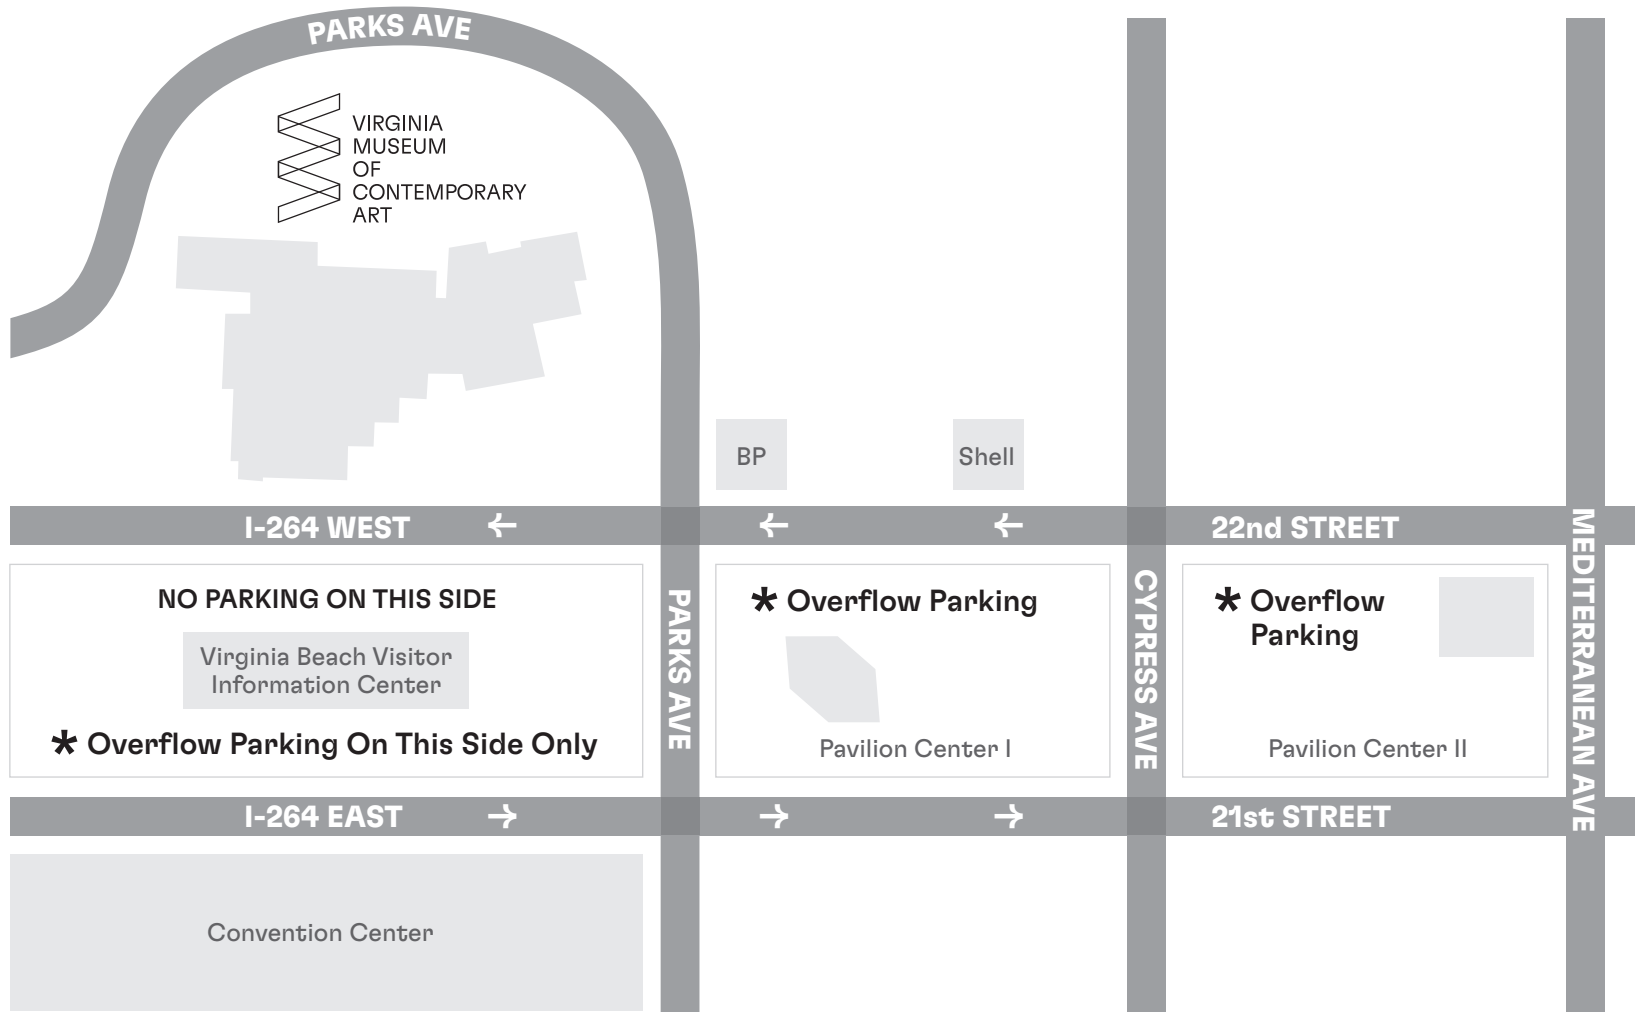 PARKS AVE
VIRGINIA
MUSEUM
OF
CONTEMPORARY
ART
BP
Shell
I-264 WEST
22nd STREET
MEDITERRANEAN AVE
NO PARKING ON THIS SIDE
Virginia Beach Visitor
Information Center
* Overflow Parking On This Side Only
PARKS AVE
* Overflow Parking
Pavilion Center I
CYPRESS AVE
* Overflow
Parking
Pavilion Center II
I-264 EAST
21st STREET
Convention Center